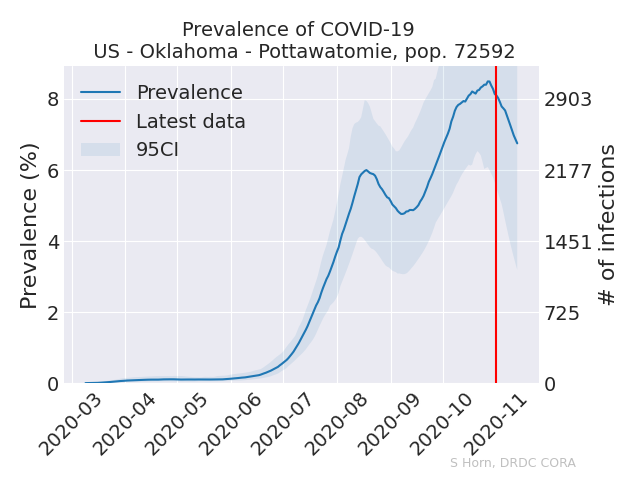 Prevalence of COVID-19
US - Oklahoma - Pottawatomie, pop. 72592
Prevalence
Latest data
95CI
Prevalence (%)
8
6
4
2
0
2903
2177
1451
725
0
# of infections
2020-03
2020-04
2020-05
2020-06
2020-07
2020-08
2020-09
2020-10
2020-11
S Horn, DRDC CORA